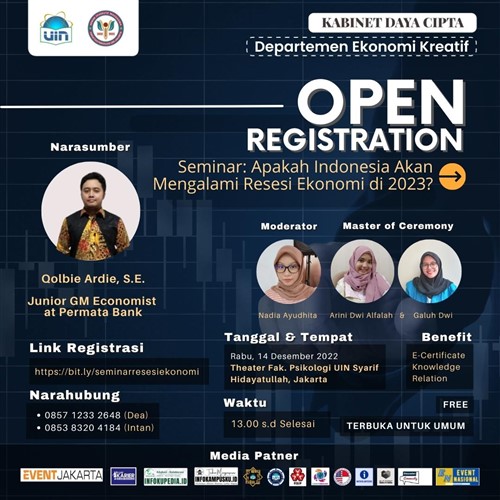 UIN
KABINET DAYA CIPTA
Departemen Ekonomi Kreatif
OPEN
REGISTRATION
Seminar: Apakah Indonesia Akan
Mengalami Resesi Ekonomi di 2023?
Narasumber
Qolbie Ardie, S.E.
Junior GM Economist
at Permata Bank
Moderator
Master of Ceremony
Nadia Ayudhita
Arini Dwi Alfalah & Galuh Dwi
Link Registrasi
https://bit.ly/seminarresesiekonomi
Narahubung
• 0857 1233 2648 (Dea)
• 0853 8320 4184 (Intan)
Tanggal & Tempat
Rabu, 14 Desember 2022
Theater Fak. Psikologi UIN Syarif
Hidayatullah, Jakarta
Waktu
13.00 s.d Selesai
Benefit
E-Certificate
Knowledge
Relation
FREE
TERBUKA UNTUK UMUM
Media Patner
EVENTJAKARTA
INFOKUPEDIA.ID
INFOKAMPUSKU.ID
EVENT
NASIONAL